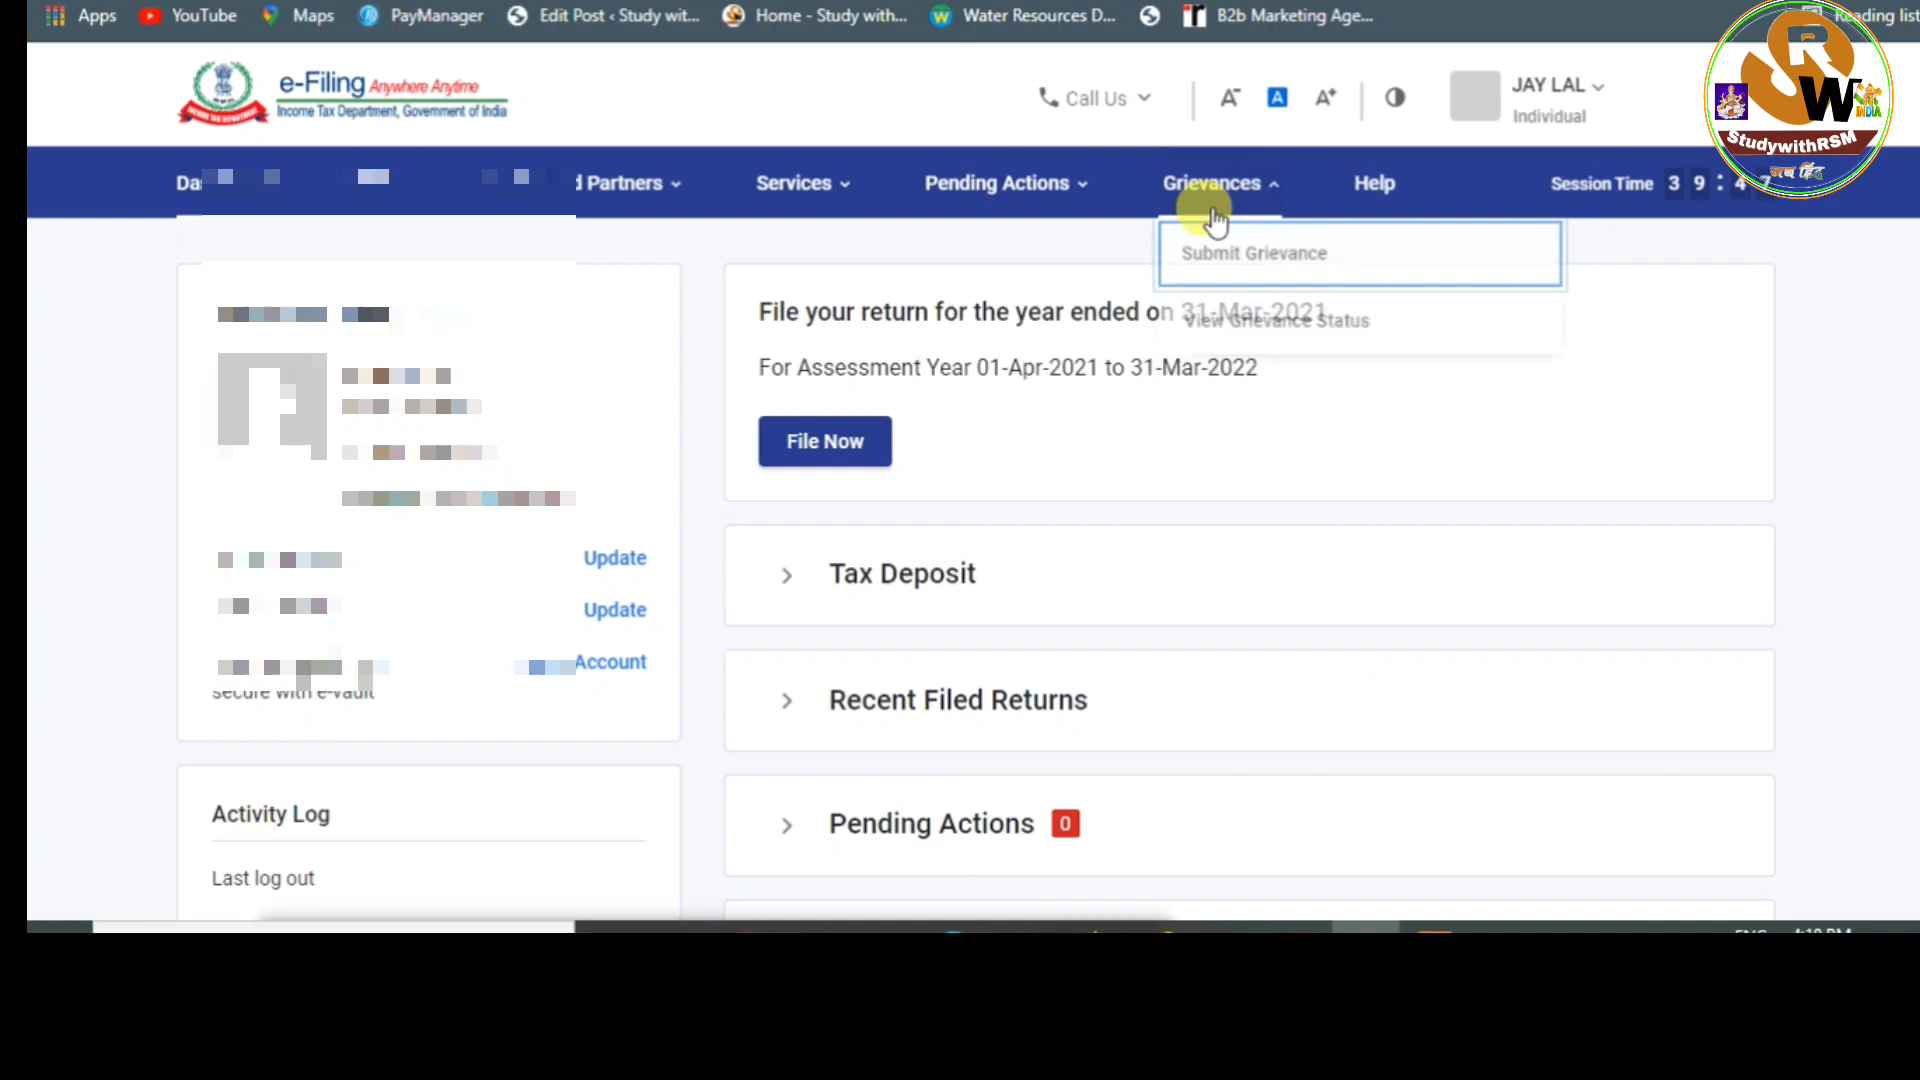 Apps YouTube Maps PayManager Edit Post ‹ Study wit... Home - Study with... Water Resources D... B2b Marketing Age... Reading list
e-Filing Anywhere Anytime
Income Tax Department, Government of India
Call Us A- A A+ JAY LAL
Individual
StudywithRSM
जय हिंद
INDIA
Partners Services Pending Actions Grievances Help Session Time 3 9 : 4
Submit Grievance
View Grievance Status
File your return for the year ended on 31-Mar-2021
For Assessment Year 01-Apr-2021 to 31-Mar-2022
File Now
Update
Update
Account
secure with e-vault
Tax Deposit
Recent Filed Returns
Pending Actions 0
Activity Log
Last log out